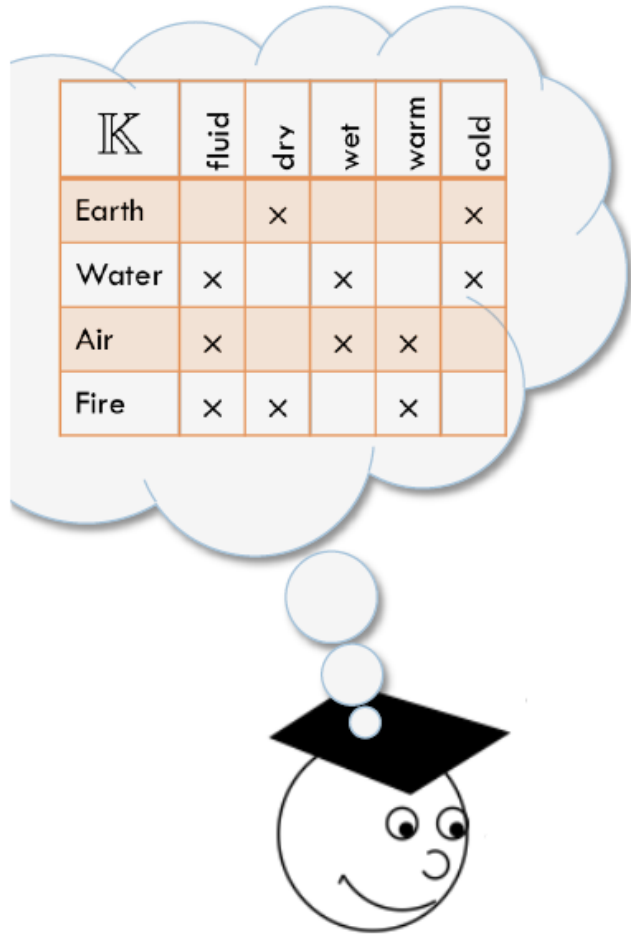 𝕂 fluid dry wet warm cold
Earth × ×
Water × × ×
Air × × ×
Fire × × ×